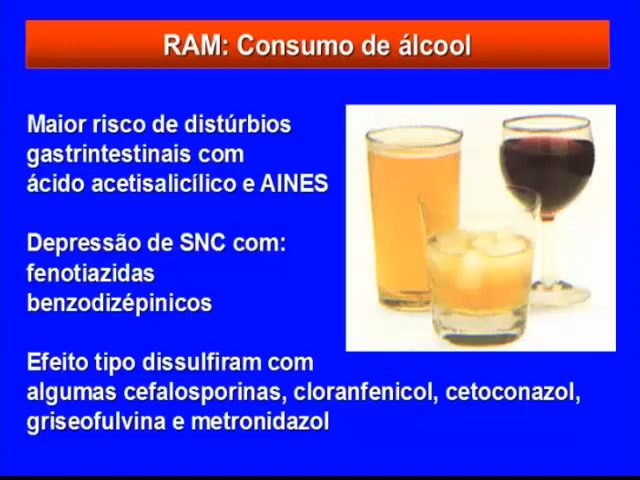 RAM: Consumo de álcool
Maior risco de distúrbios
gastrintestinais com
ácido acetisalicílico e AINES
Depressão de SNC com:
fenotiazidas
benzodizépinicos
Efeito tipo dissulfiram com
algumas cefalosporinas, cloranfenicol, cetoconazol,
griseofulvina e metronidazol